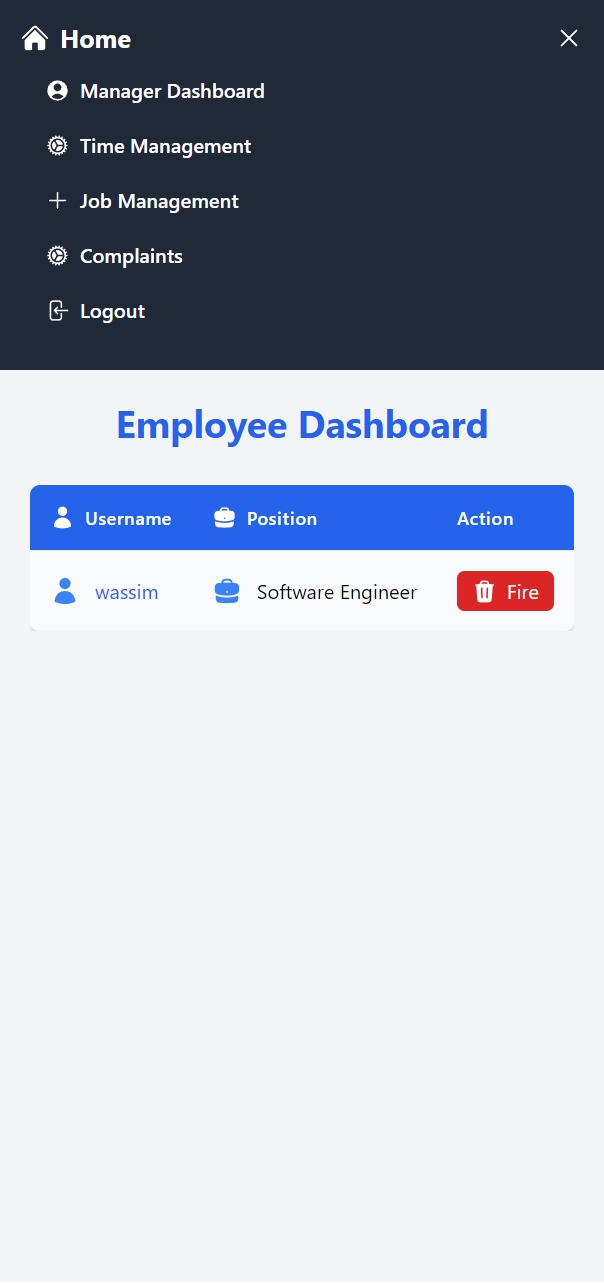 Home
Manager Dashboard
Time Management
Job Management
Complaints
Logout
Employee Dashboard
Username Position Action
wassim Software Engineer Fire